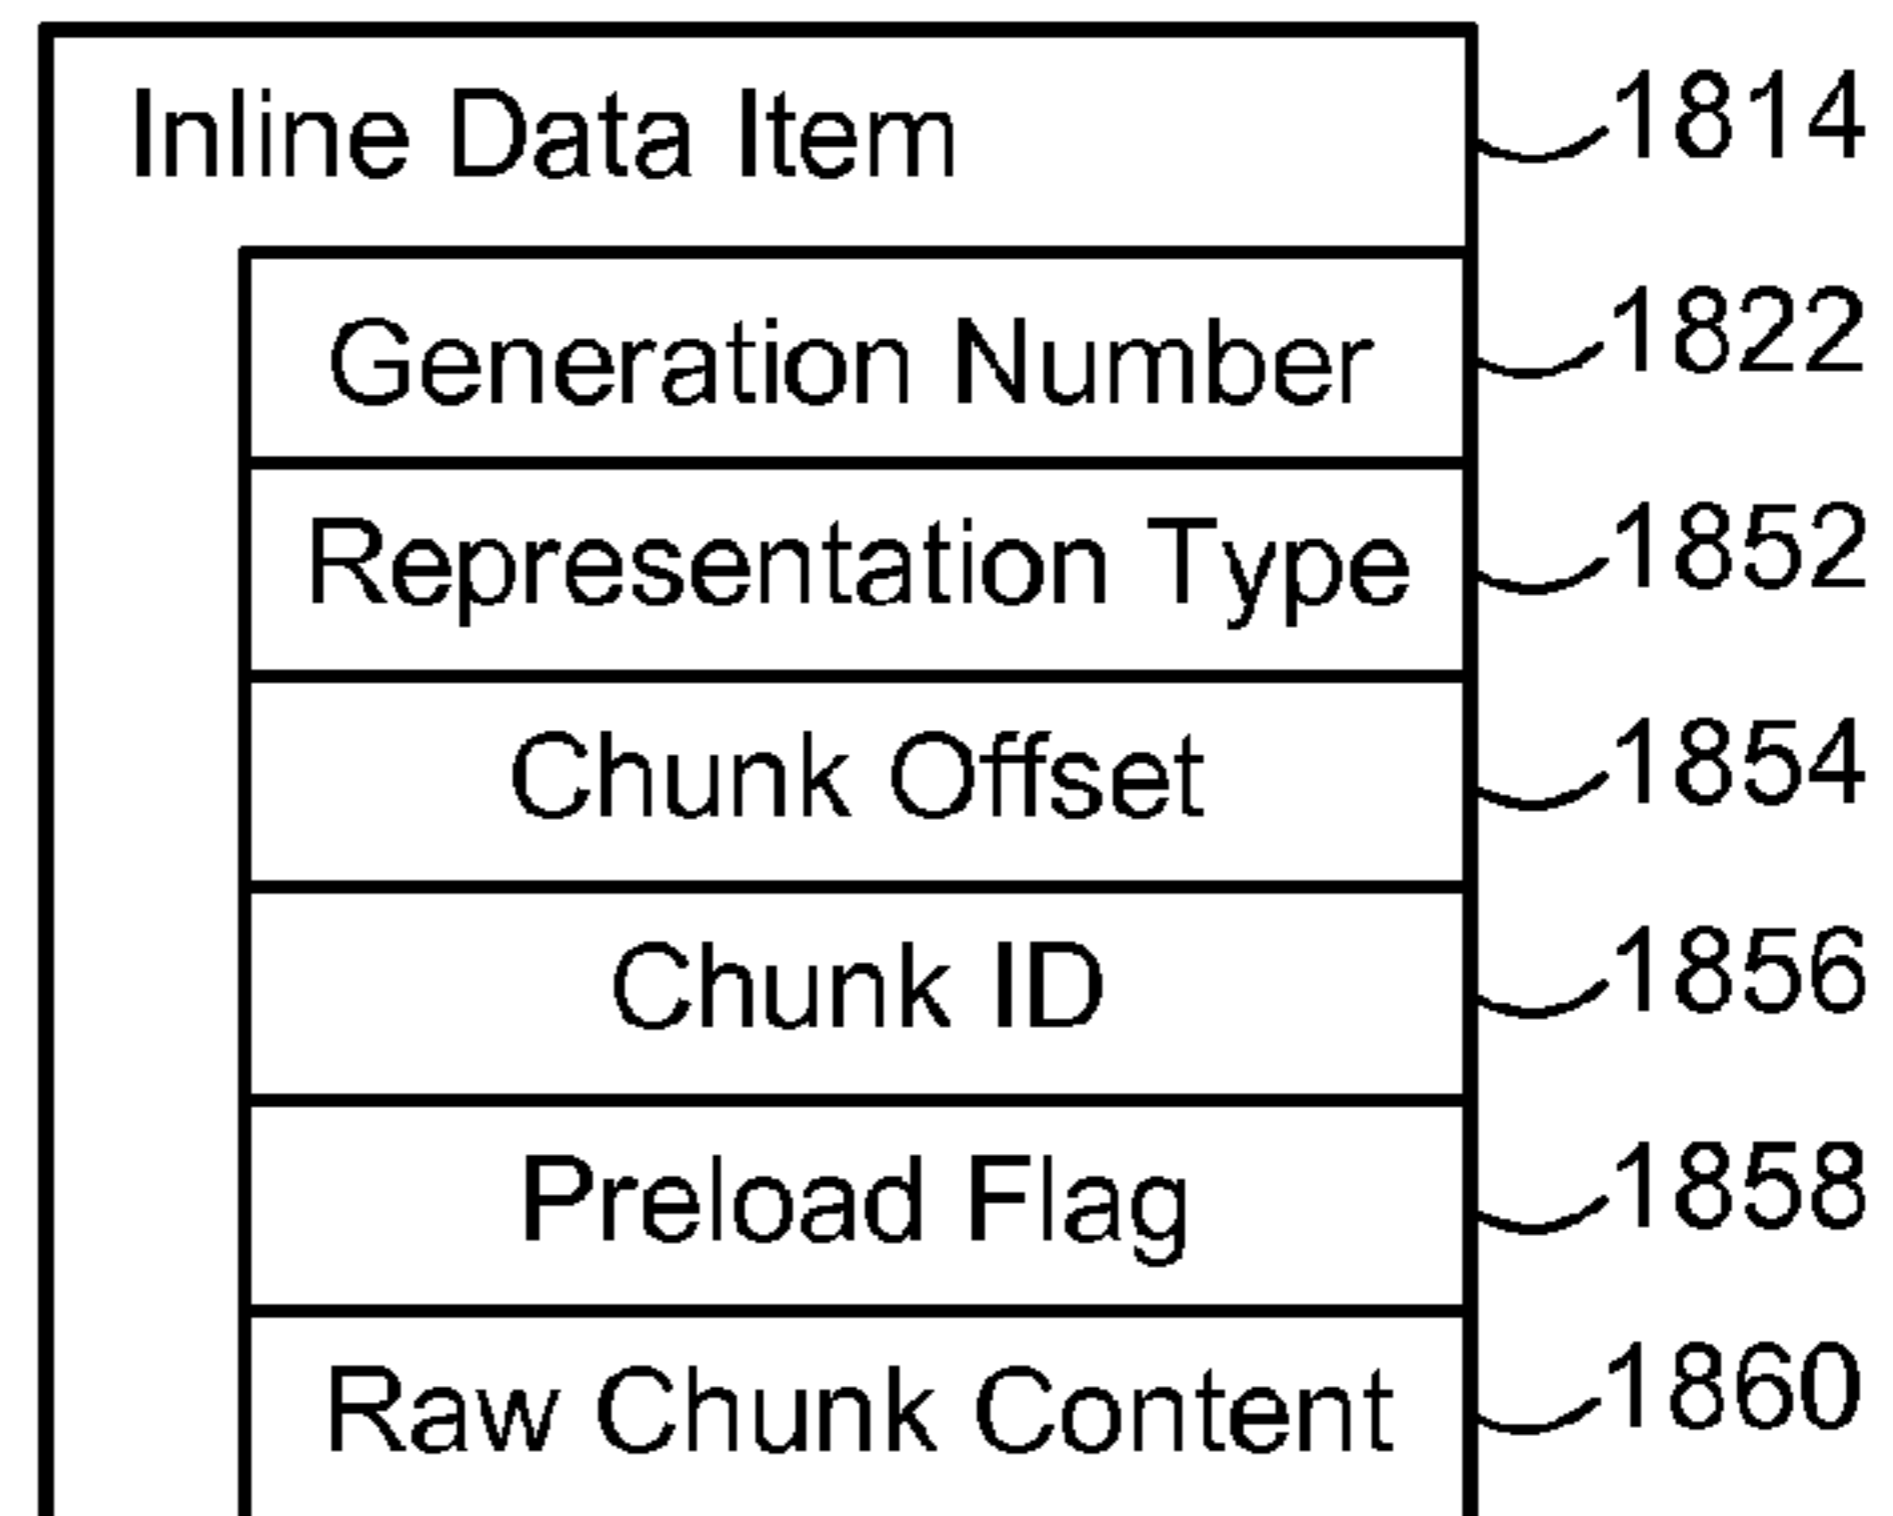 Inline Data Item 1814
Generation Number 1822
Representation Type 1852
Chunk Offset 1854
Chunk ID 1856
Preload Flag 1858
Raw Chunk Content 1860